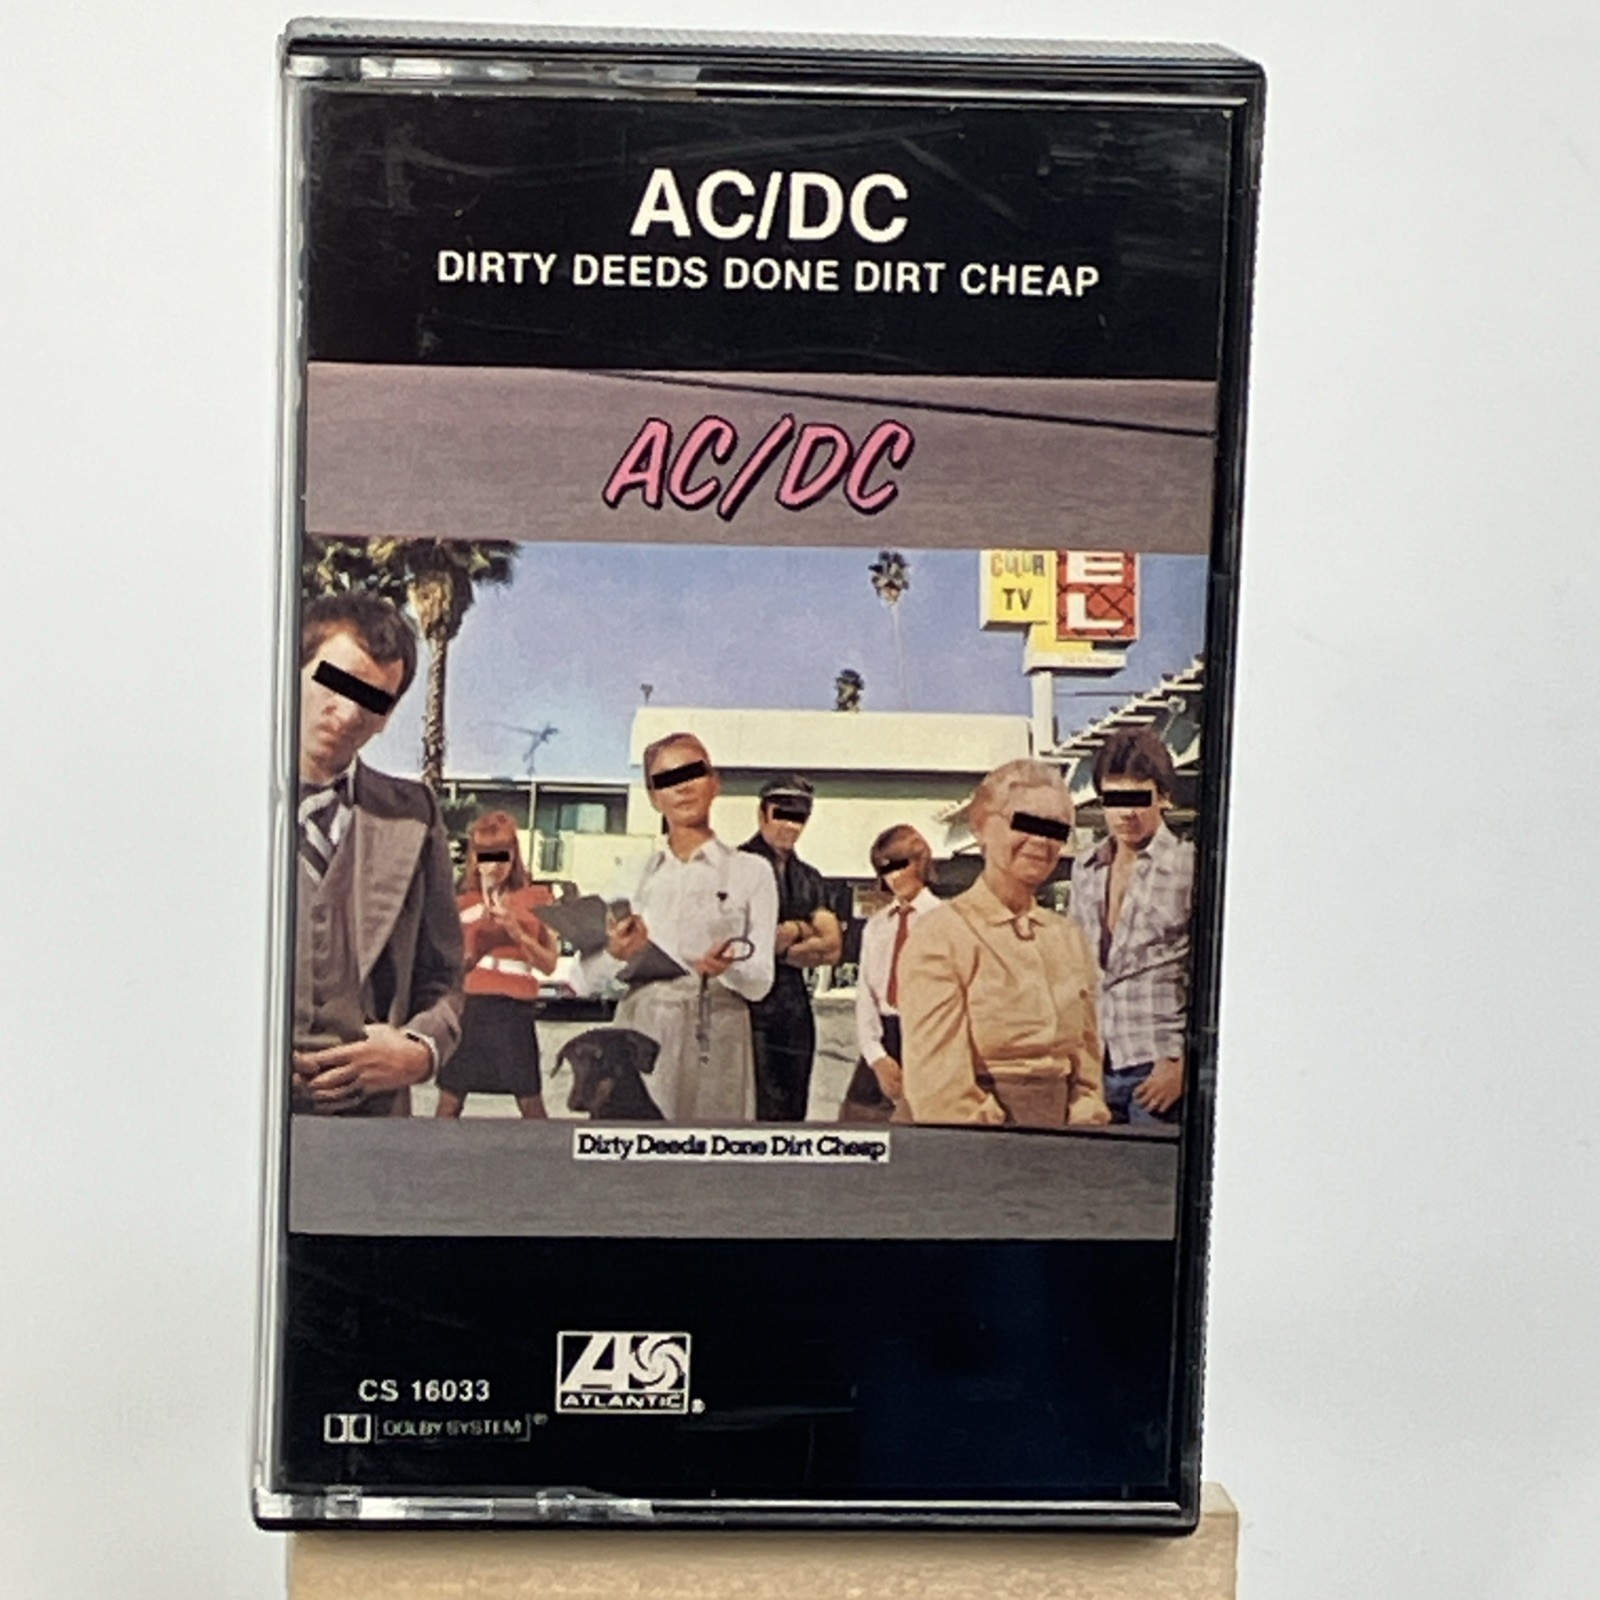 AC/DC
DIRTY DEEDS DONE DIRT CHEAP
AC/DC
COLOR
TV
E
L
Dirty Deeds Done Dirt Cheap
CS 16033
ATLANTIC®
DOLBY SYSTEM®